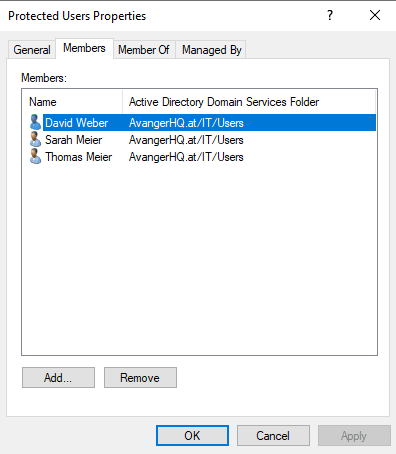 Protected Users Properties
General Members Member Of Managed By
Members:
Name Active Directory Domain Services Folder
David Weber AvangerHQ.at/IT/Users
Sarah Meier AvangerHQ.at/IT/Users
Thomas Meier AvangerHQ.at/IT/Users
Add... Remove
OK Cancel Apply